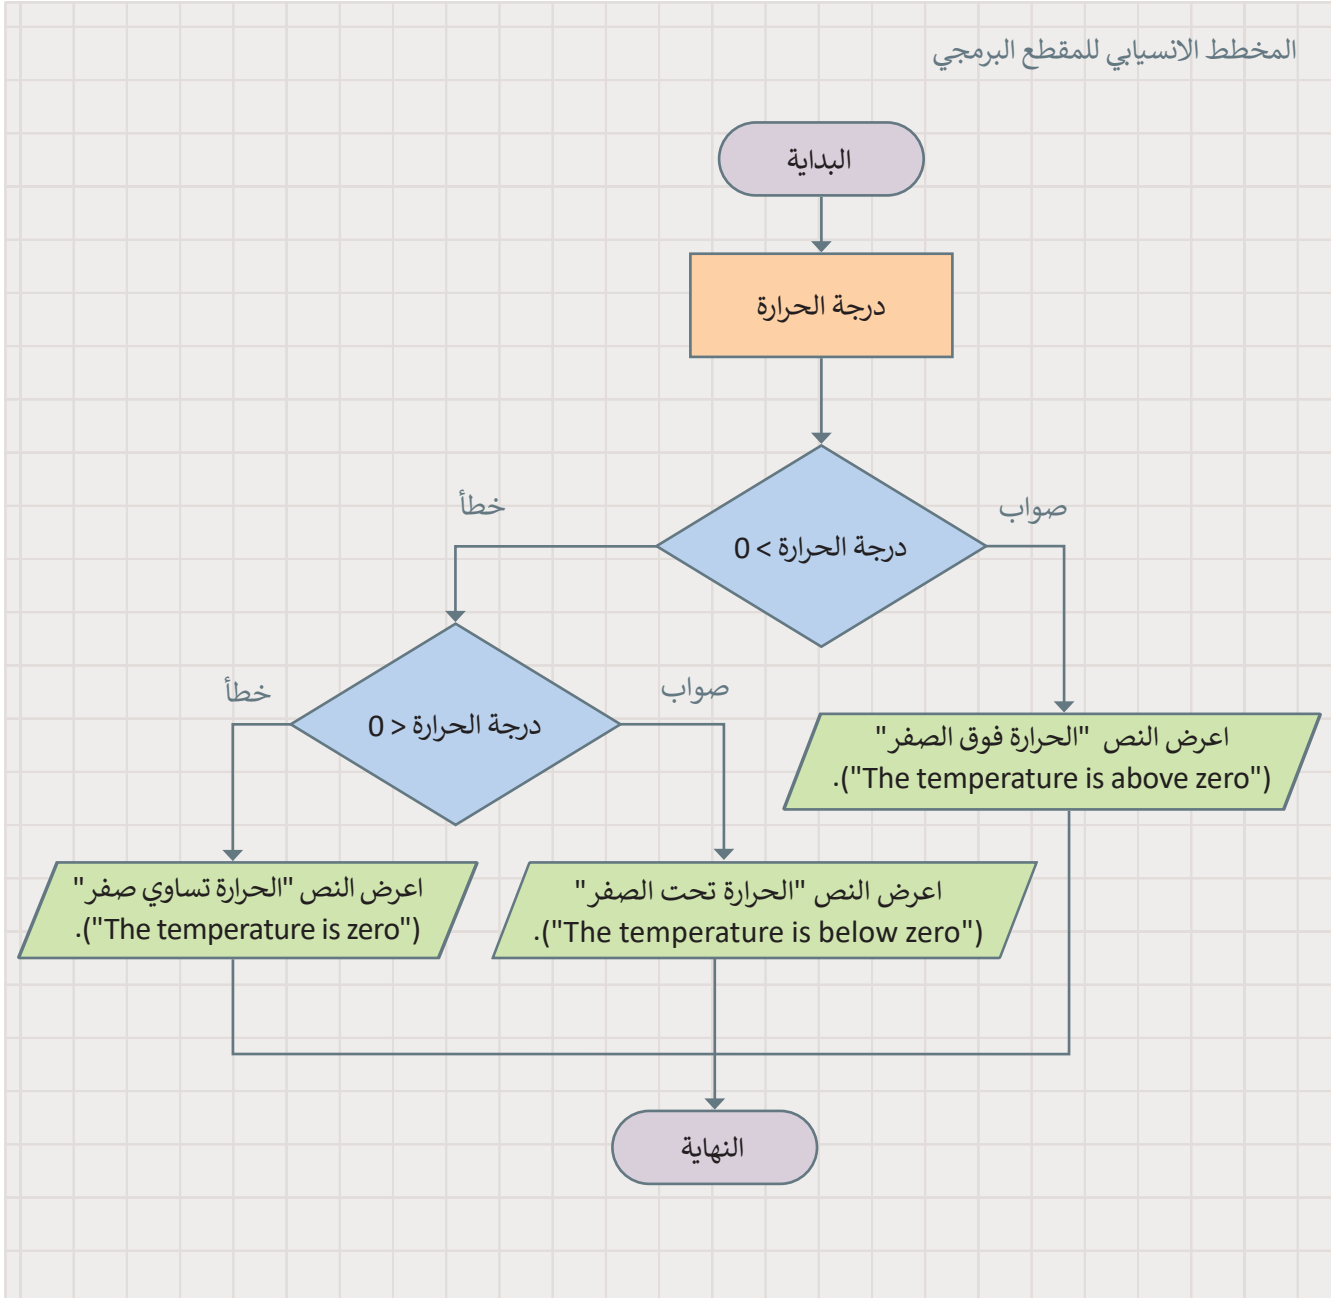 المخطط الانسيابي للمقطع البرمجي
البداية
درجة الحرارة
درجة الحرارة > 0
صواب
خطأ
درجة الحرارة < 0
صواب
خطأ
اعرض النص "الحرارة فوق الصفر"
("The temperature is above zero").
اعرض النص "الحرارة تحت الصفر"
("The temperature is below zero").
اعرض النص "الحرارة تساوي صفر"
("The temperature is zero").
النهاية